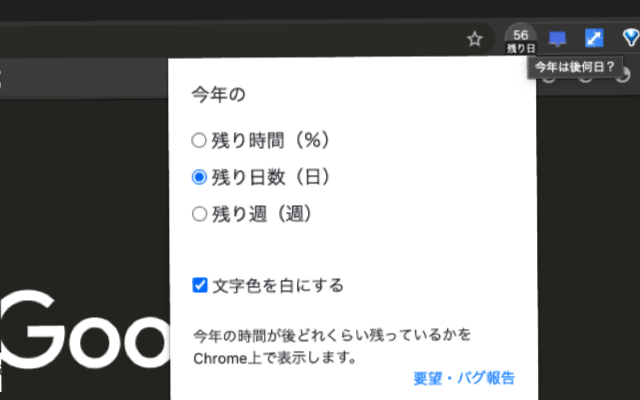 56
残り日
今年は後何日？
今年の
残り時間（%）
残り日数（日）
残り週（週）
文字色を白にする
今年の時間が後どれくらい残っているかを
Chrome上で表示します。
要望・バグ報告
Goo